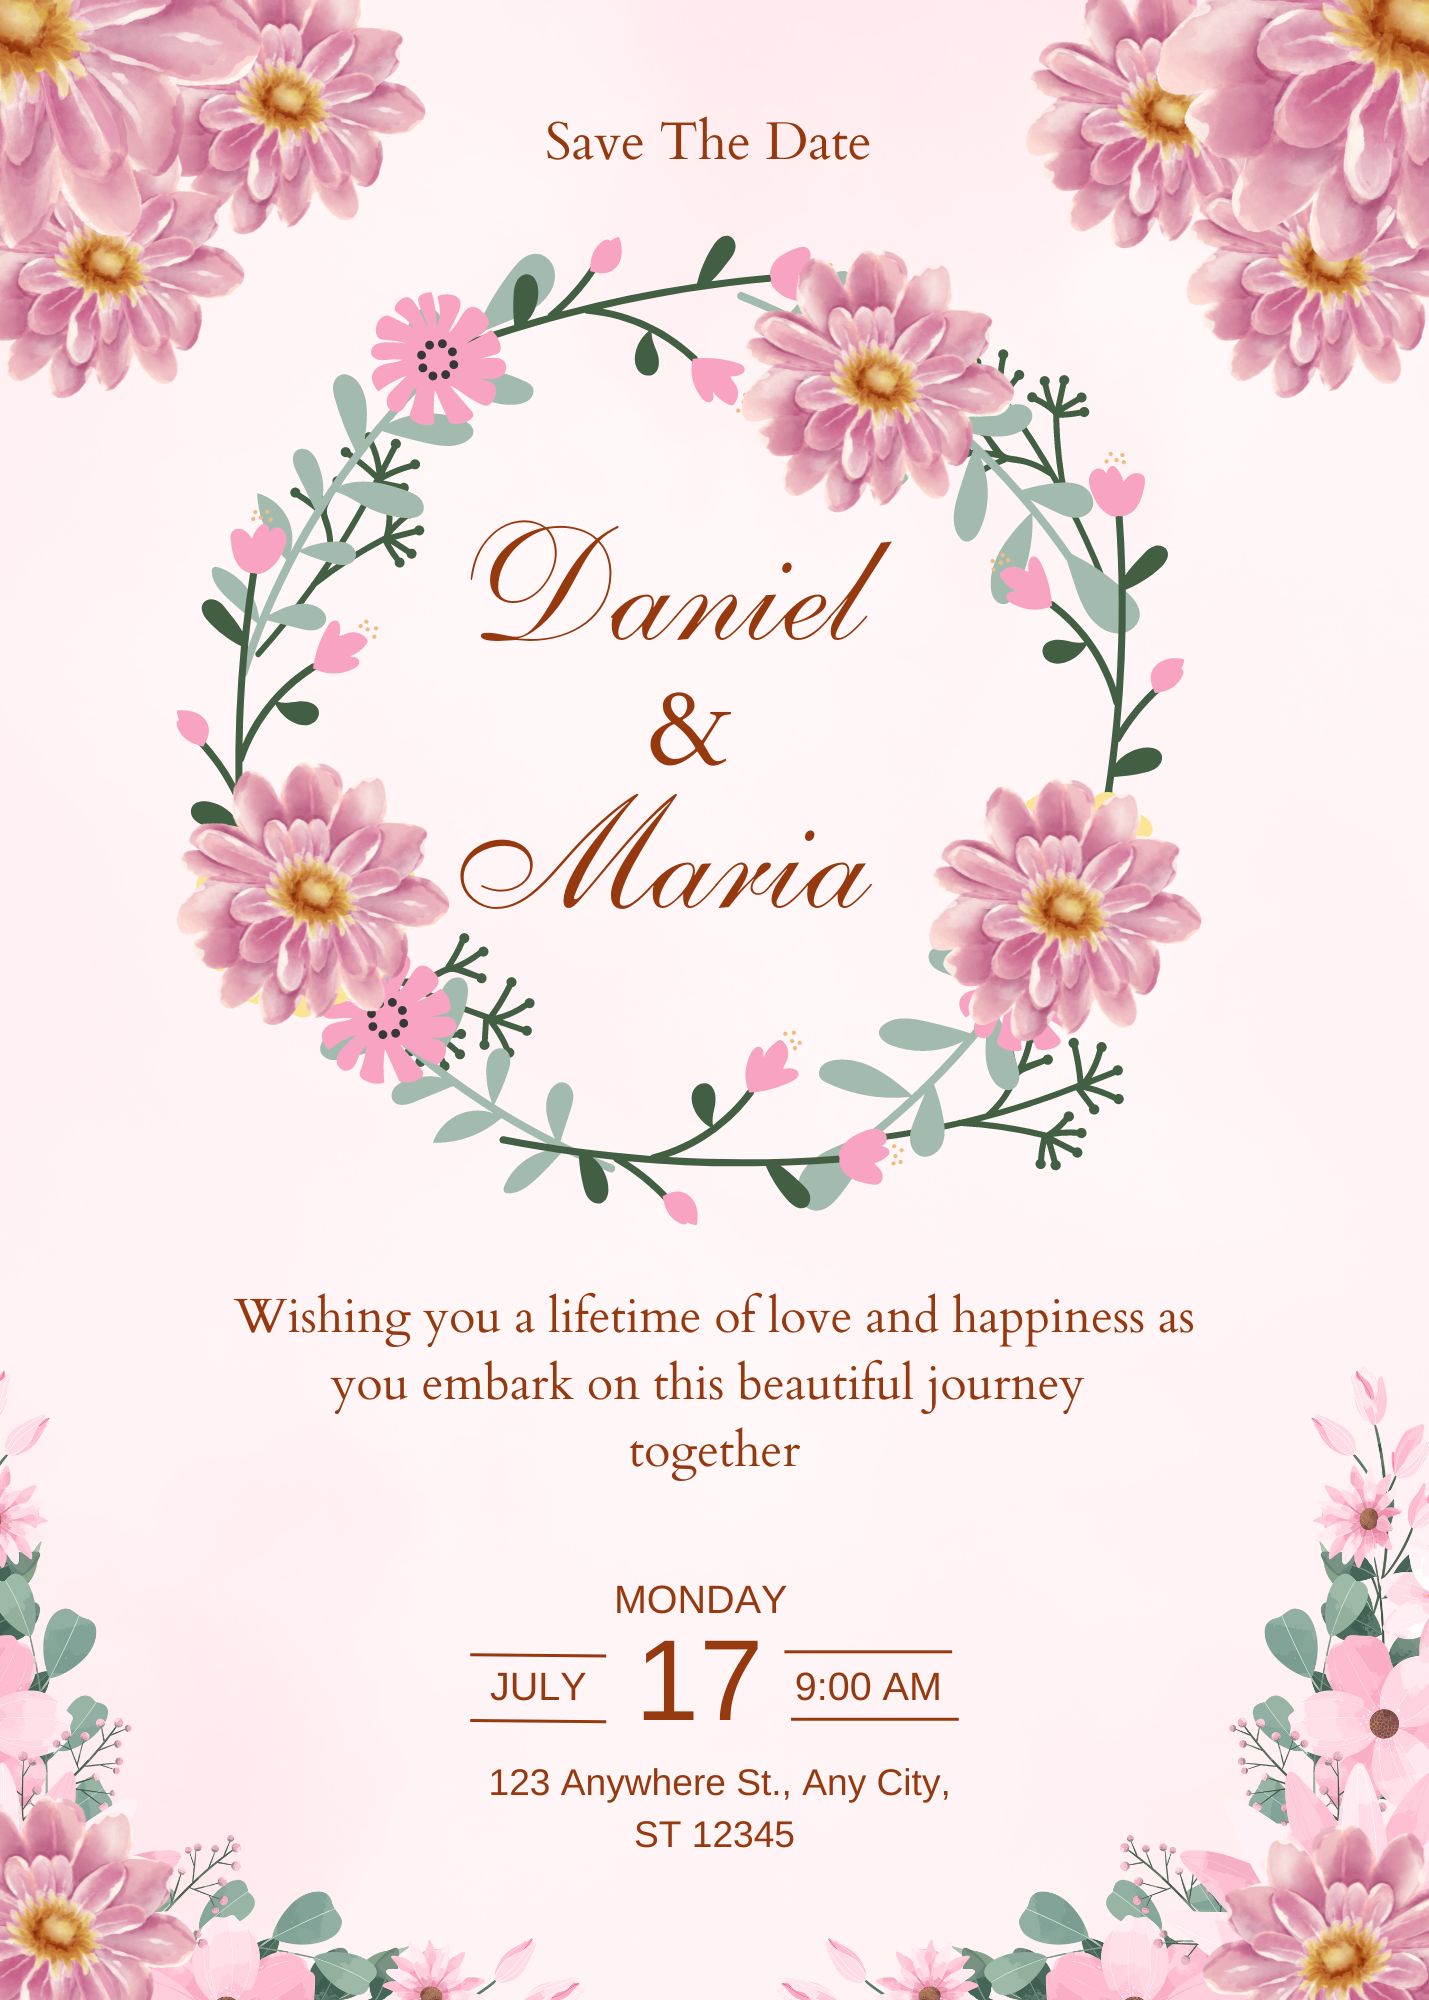 Save The Date
Daniel
&
Maria
Wishing you a lifetime of love and happiness as
you embark on this beautiful journey
together
MONDAY
JULY 17 9:00 AM
123 Anywhere St., Any City,
ST 12345